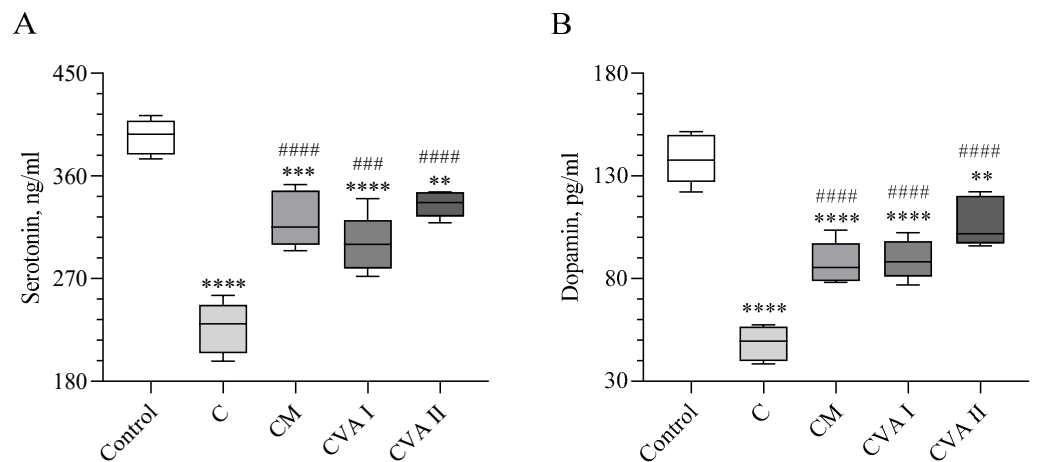 A
Serotonin, ng/ml
450
360
270
180
****
####
***
###
****
####
**
Control
C
CM
CVA I
CVA II
B
Dopamin, pg/ml
180
130
80
30
****
####
****
####
****
####
**
Control
C
CM
CVA I
CVA II